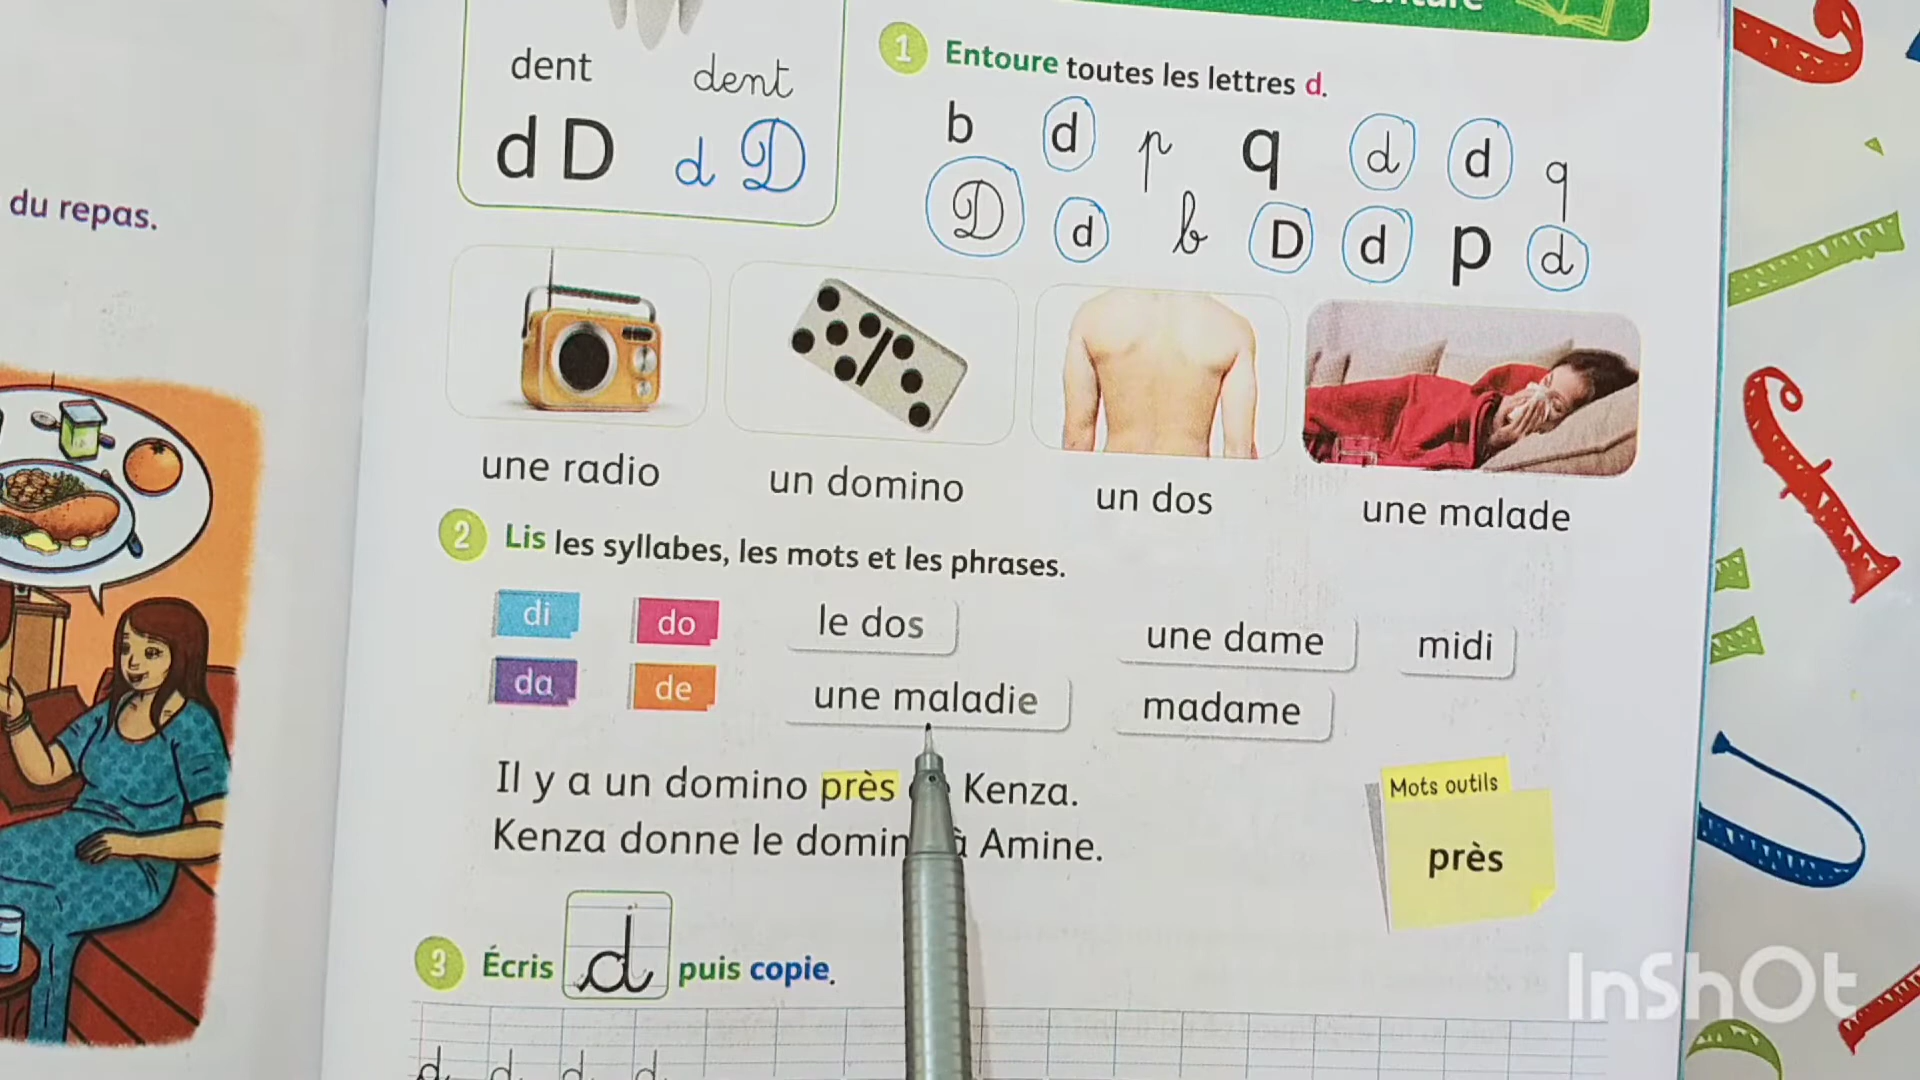 du repas.
dent dent
d D d D
1 Entoure toutes les lettres d.
b d p q d d q
D d b D d p d
une radio
un domino
un dos
une malade
2 Lis les syllabes, les mots et les phrases.
di do le dos une dame midi
da de une maladie madame
Il y a un domino près Kenza.
Kenza donne le domin à Amine.
Mots outils
près
3 Écris d puis copie.
d d d d
InShOt